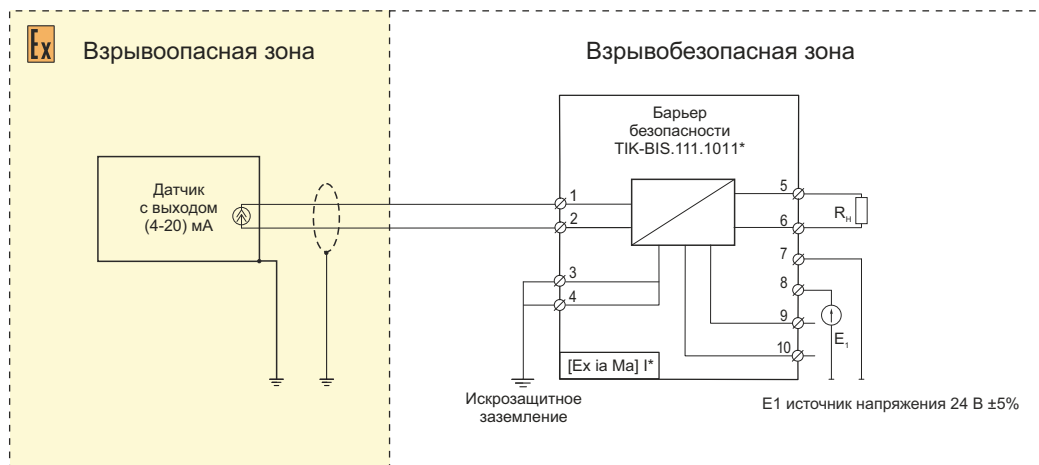 Ex
Взрывоопасная зона
Взрывобезопасная зона
Барьер
безопасности
TIK-BIS.111.1011*
Датчик
с выходом
(4-20) мА
1
2
3
4
5
6
7
8
9
10
Rн
E1
[Ex ia Ma] I*
Искрозащитное
заземление
E1 источник напряжения 24 В ±5%